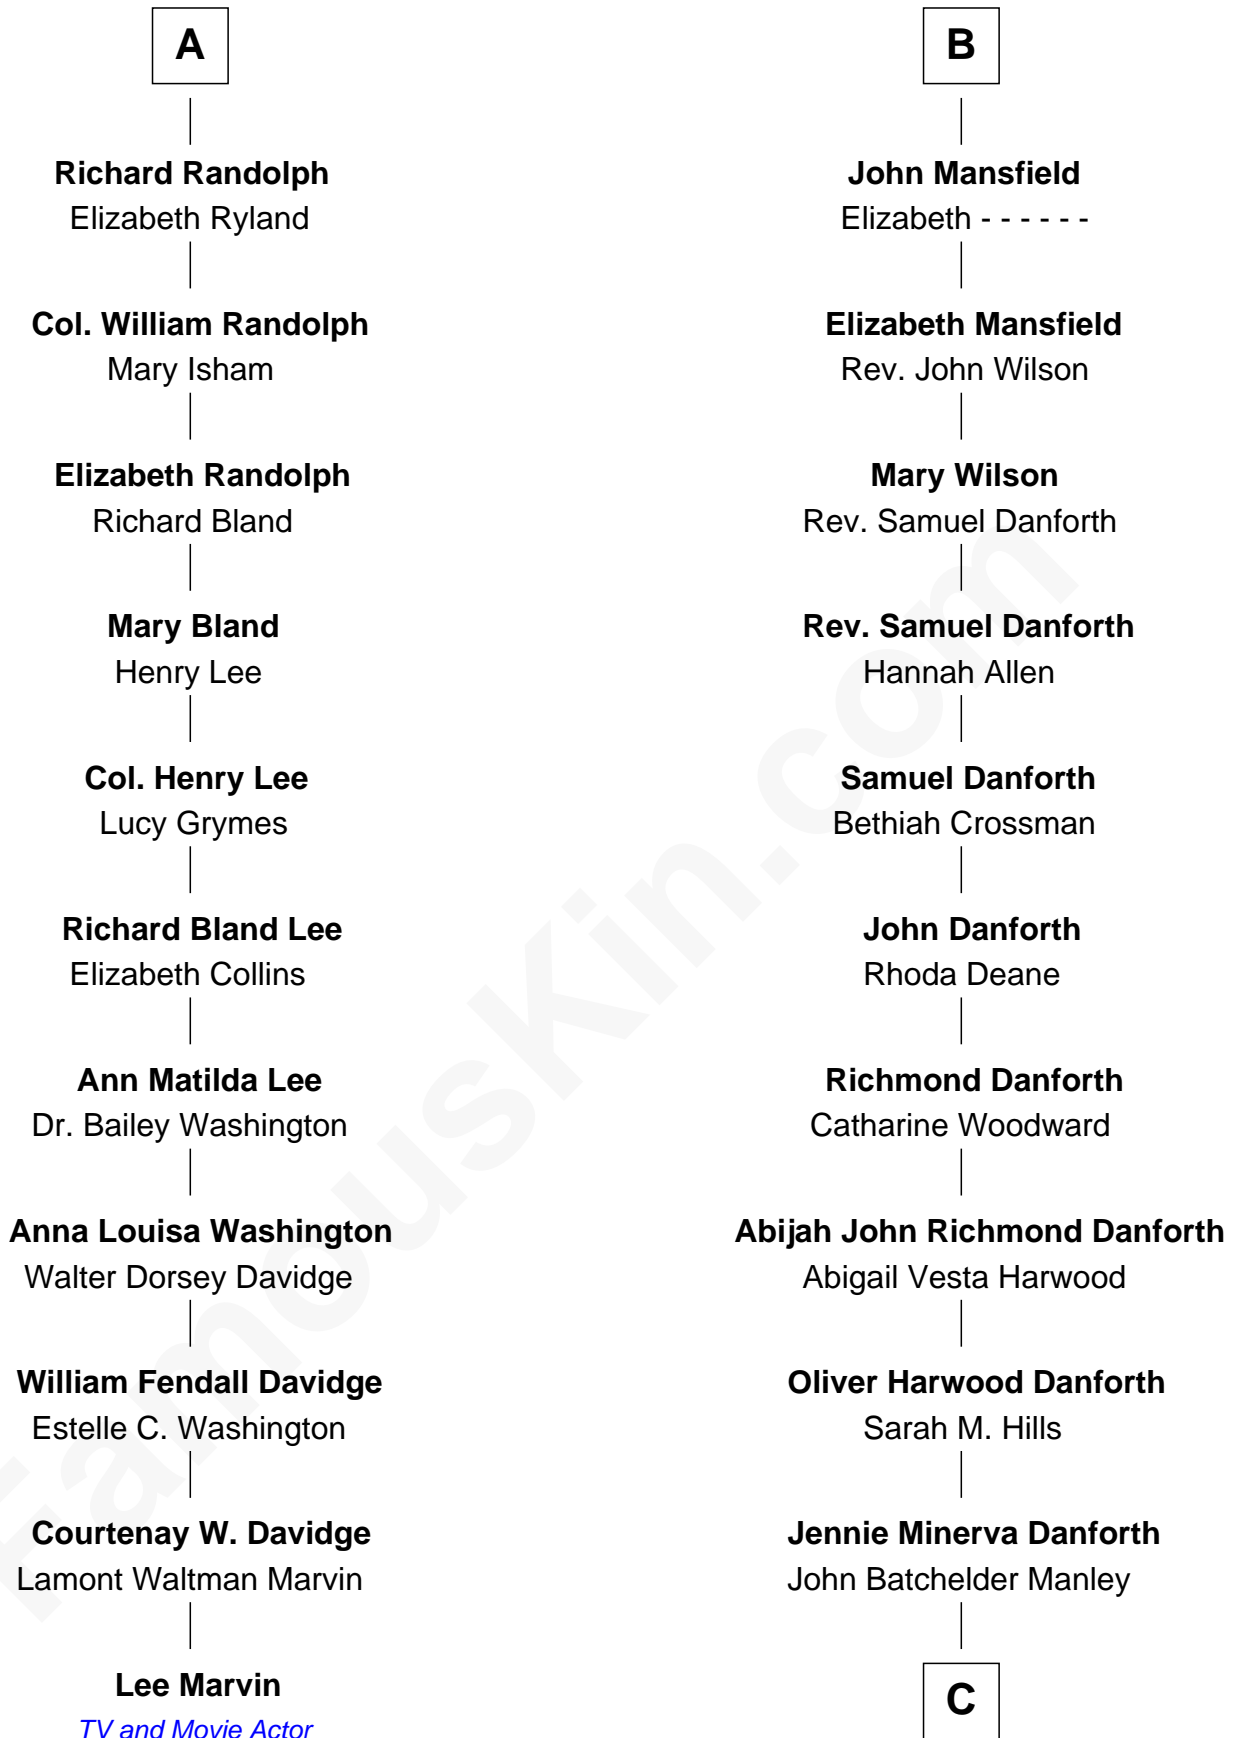 A
Richard Randolph
Elizabeth Ryland
Col. William Randolph
Mary Isham
Elizabeth Randolph
Richard Bland
Mary Bland
Henry Lee
Col. Henry Lee
Lucy Grymes
Richard Bland Lee
Elizabeth Collins
Ann Matilda Lee
Dr. Bailey Washington
Anna Louisa Washington
Walter Dorsey Davidge
William Fendall Davidge
Estelle C. Washington
Courtenay W. Davidge
Lamont Waltman Marvin
Lee Marvin
TV and Movie Actor
B
John Mansfield
Elizabeth - - - - - -
Elizabeth Mansfield
Rev. John Wilson
Mary Wilson
Rev. Samuel Danforth
Rev. Samuel Danforth
Hannah Allen
Samuel Danforth
Bethiah Crossman
John Danforth
Rhoda Deane
Richmond Danforth
Catharine Woodward
Abijah John Richmond Danforth
Abigail Vesta Harwood
Oliver Harwood Danforth
Sarah M. Hills
Jennie Minerva Danforth
John Batchelder Manley
C
FamousKin.com